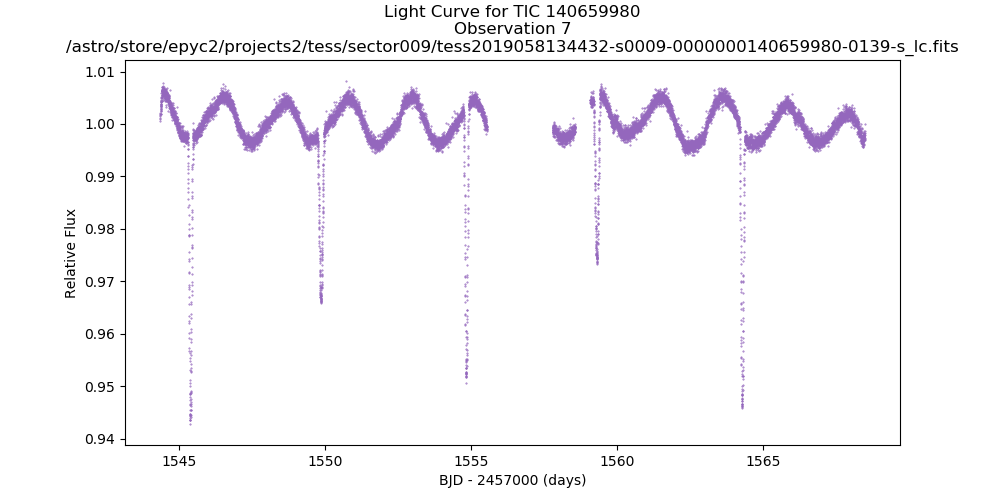 Light Curve for TIC 140659980
Observation 7
/astro/store/epyc2/projects2/tess/sector009/tess2019058134432-s0009-0000000140659980-0139-s_lc.fits
1.01
1.00
0.99
0.98
0.97
0.96
0.95
0.94
Relative Flux
1545
1550
1555
1560
1565
BJD - 2457000 (days)